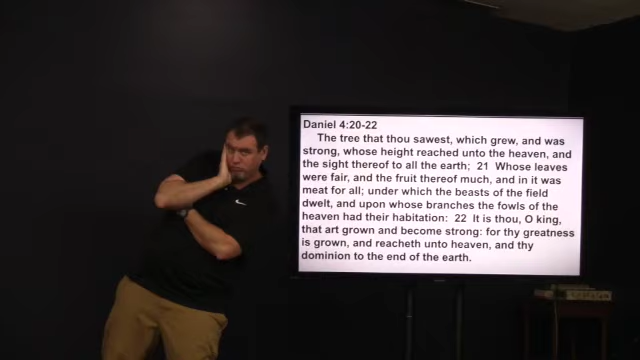 Daniel 4:20-22
The tree that thou sawest, which grew, and was
strong, whose height reached unto the heaven, and
the sight thereof to all the earth; 21 Whose leaves
were fair, and the fruit thereof much, and in it was
meat for all; under which the beasts of the field
dwelt, and upon whose branches the fowls of the
heaven had their habitation: 22 It is thou, O king,
that art grown and become strong: for thy greatness
is grown, and reacheth unto heaven, and thy
dominion to the end of the earth.